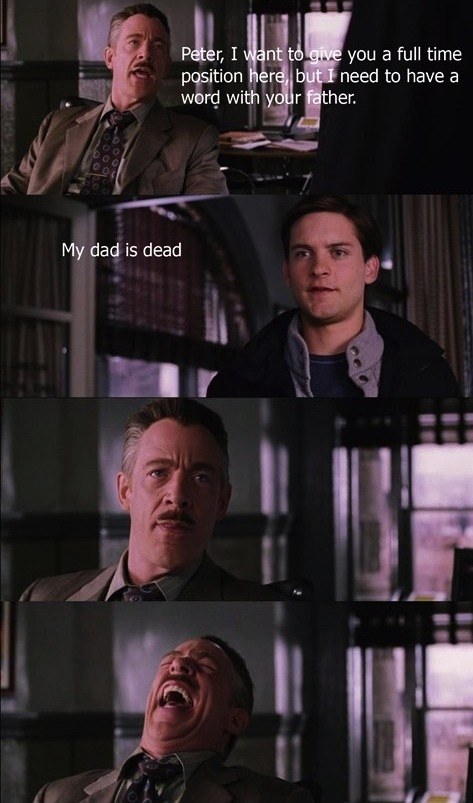 Peter, I want to give you a full time
position here, but I need to have a
word with your father.
My dad is dead